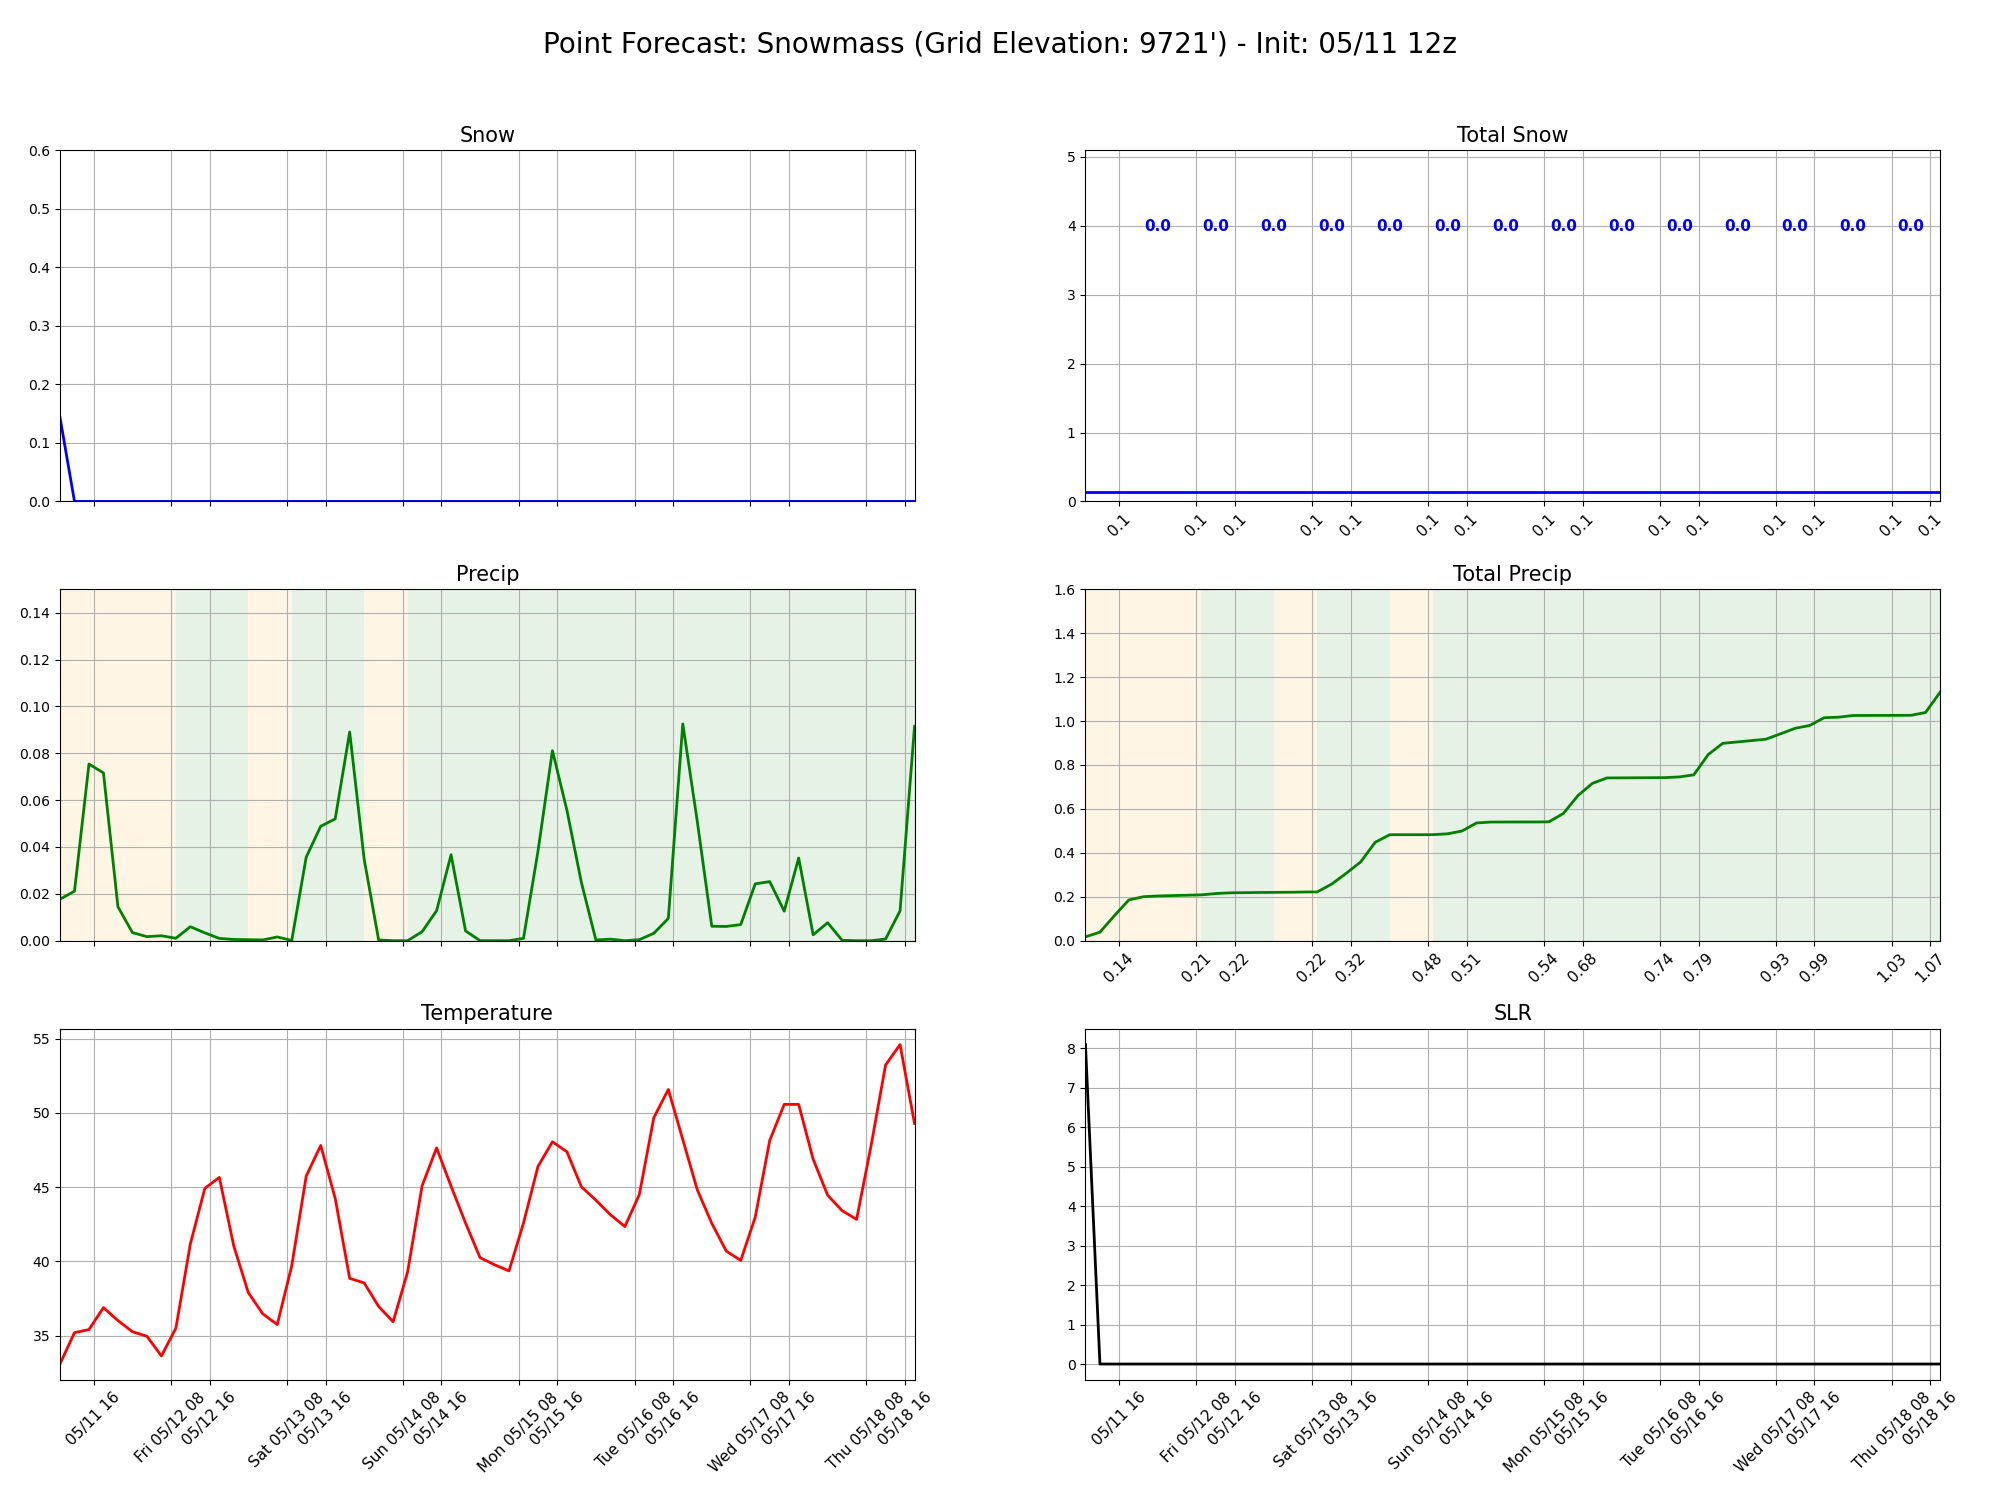 Point Forecast: Snowmass (Grid Elevation: 9721') - Init: 05/11 12z
Snow
0.6
0.5
0.4
0.3
0.2
0.1
0.0
Total Snow
5
4
3
2
1
0
0.0 0.0 0.0 0.0 0.0 0.0 0.0 0.0 0.0 0.0 0.0 0.0 0.0 0.0
0.1 0.1 0.1 0.1 0.1 0.1 0.1 0.1 0.1 0.1 0.1 0.1 0.1 0.1 0.1
Precip
0.14
0.12
0.10
0.08
0.06
0.04
0.02
0.00
Total Precip
1.6
1.4
1.2
1.0
0.8
0.6
0.4
0.2
0.0
0.14 0.21 0.22 0.22 0.32 0.48 0.51 0.54 0.68 0.74 0.79 0.93 0.99 1.03 1.07
Temperature
55
50
45
40
35
05/11 16
Fri 05/12 08
05/12 16
Sat 05/13 08
05/13 16
Sun 05/14 08
05/14 16
Mon 05/15 08
05/15 16
Tue 05/16 08
05/16 16
Wed 05/17 08
05/17 16
Thu 05/18 08
05/18 16
SLR
8
7
6
5
4
3
2
1
0
05/11 16
Fri 05/12 08
05/12 16
Sat 05/13 08
05/13 16
Sun 05/14 08
05/14 16
Mon 05/15 08
05/15 16
Tue 05/16 08
05/16 16
Wed 05/17 08
05/17 16
Thu 05/18 08
05/18 16